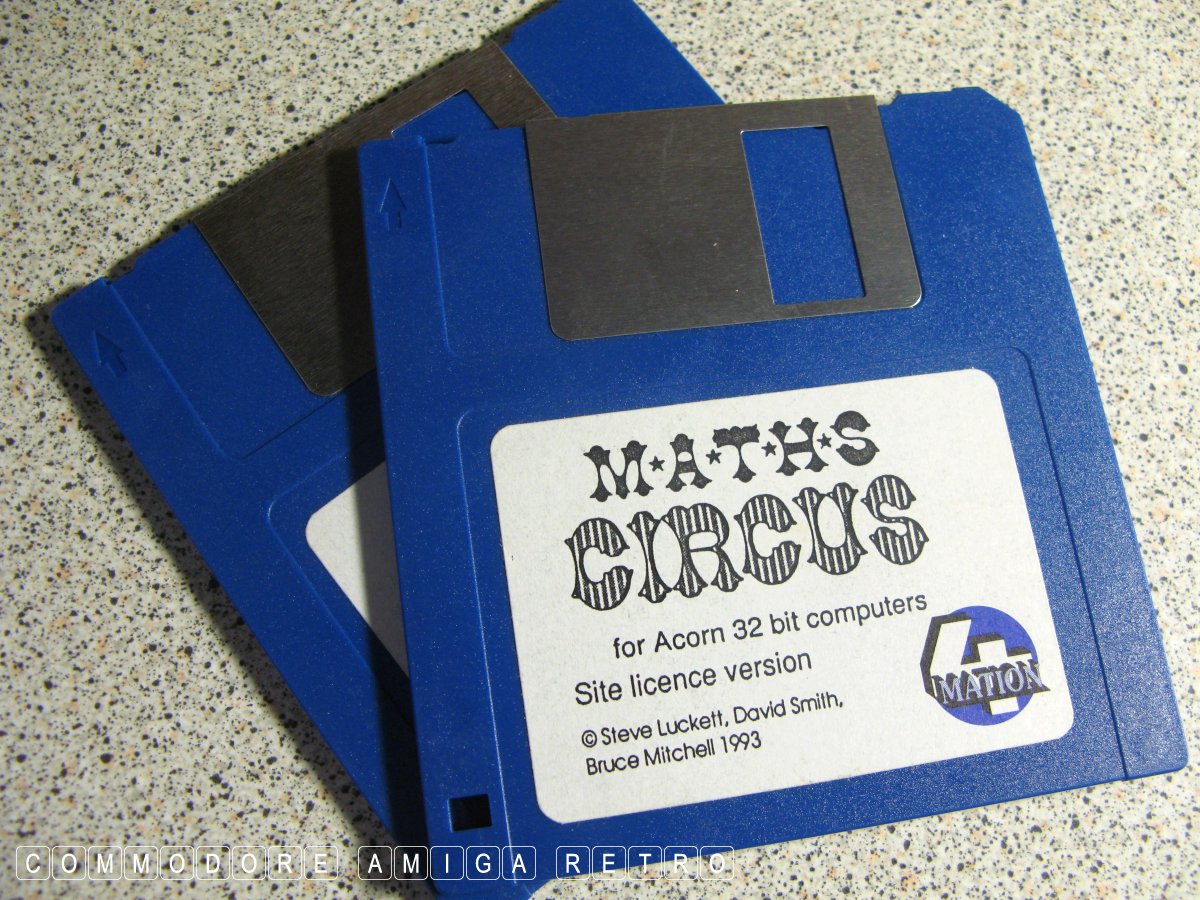 M★A★T★H★S
CIRCUS
for Acorn 32 bit computers
Site licence version
© Steve Luckett, David Smith,
Bruce Mitchell 1993
4
MATION
COMMODORE AMIGA RETRO